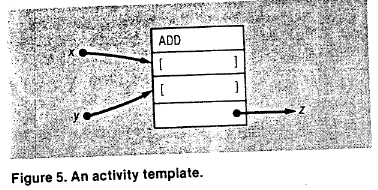 ADD
x
[ ]
[ ]
y
z
Figure 5. An activity template.